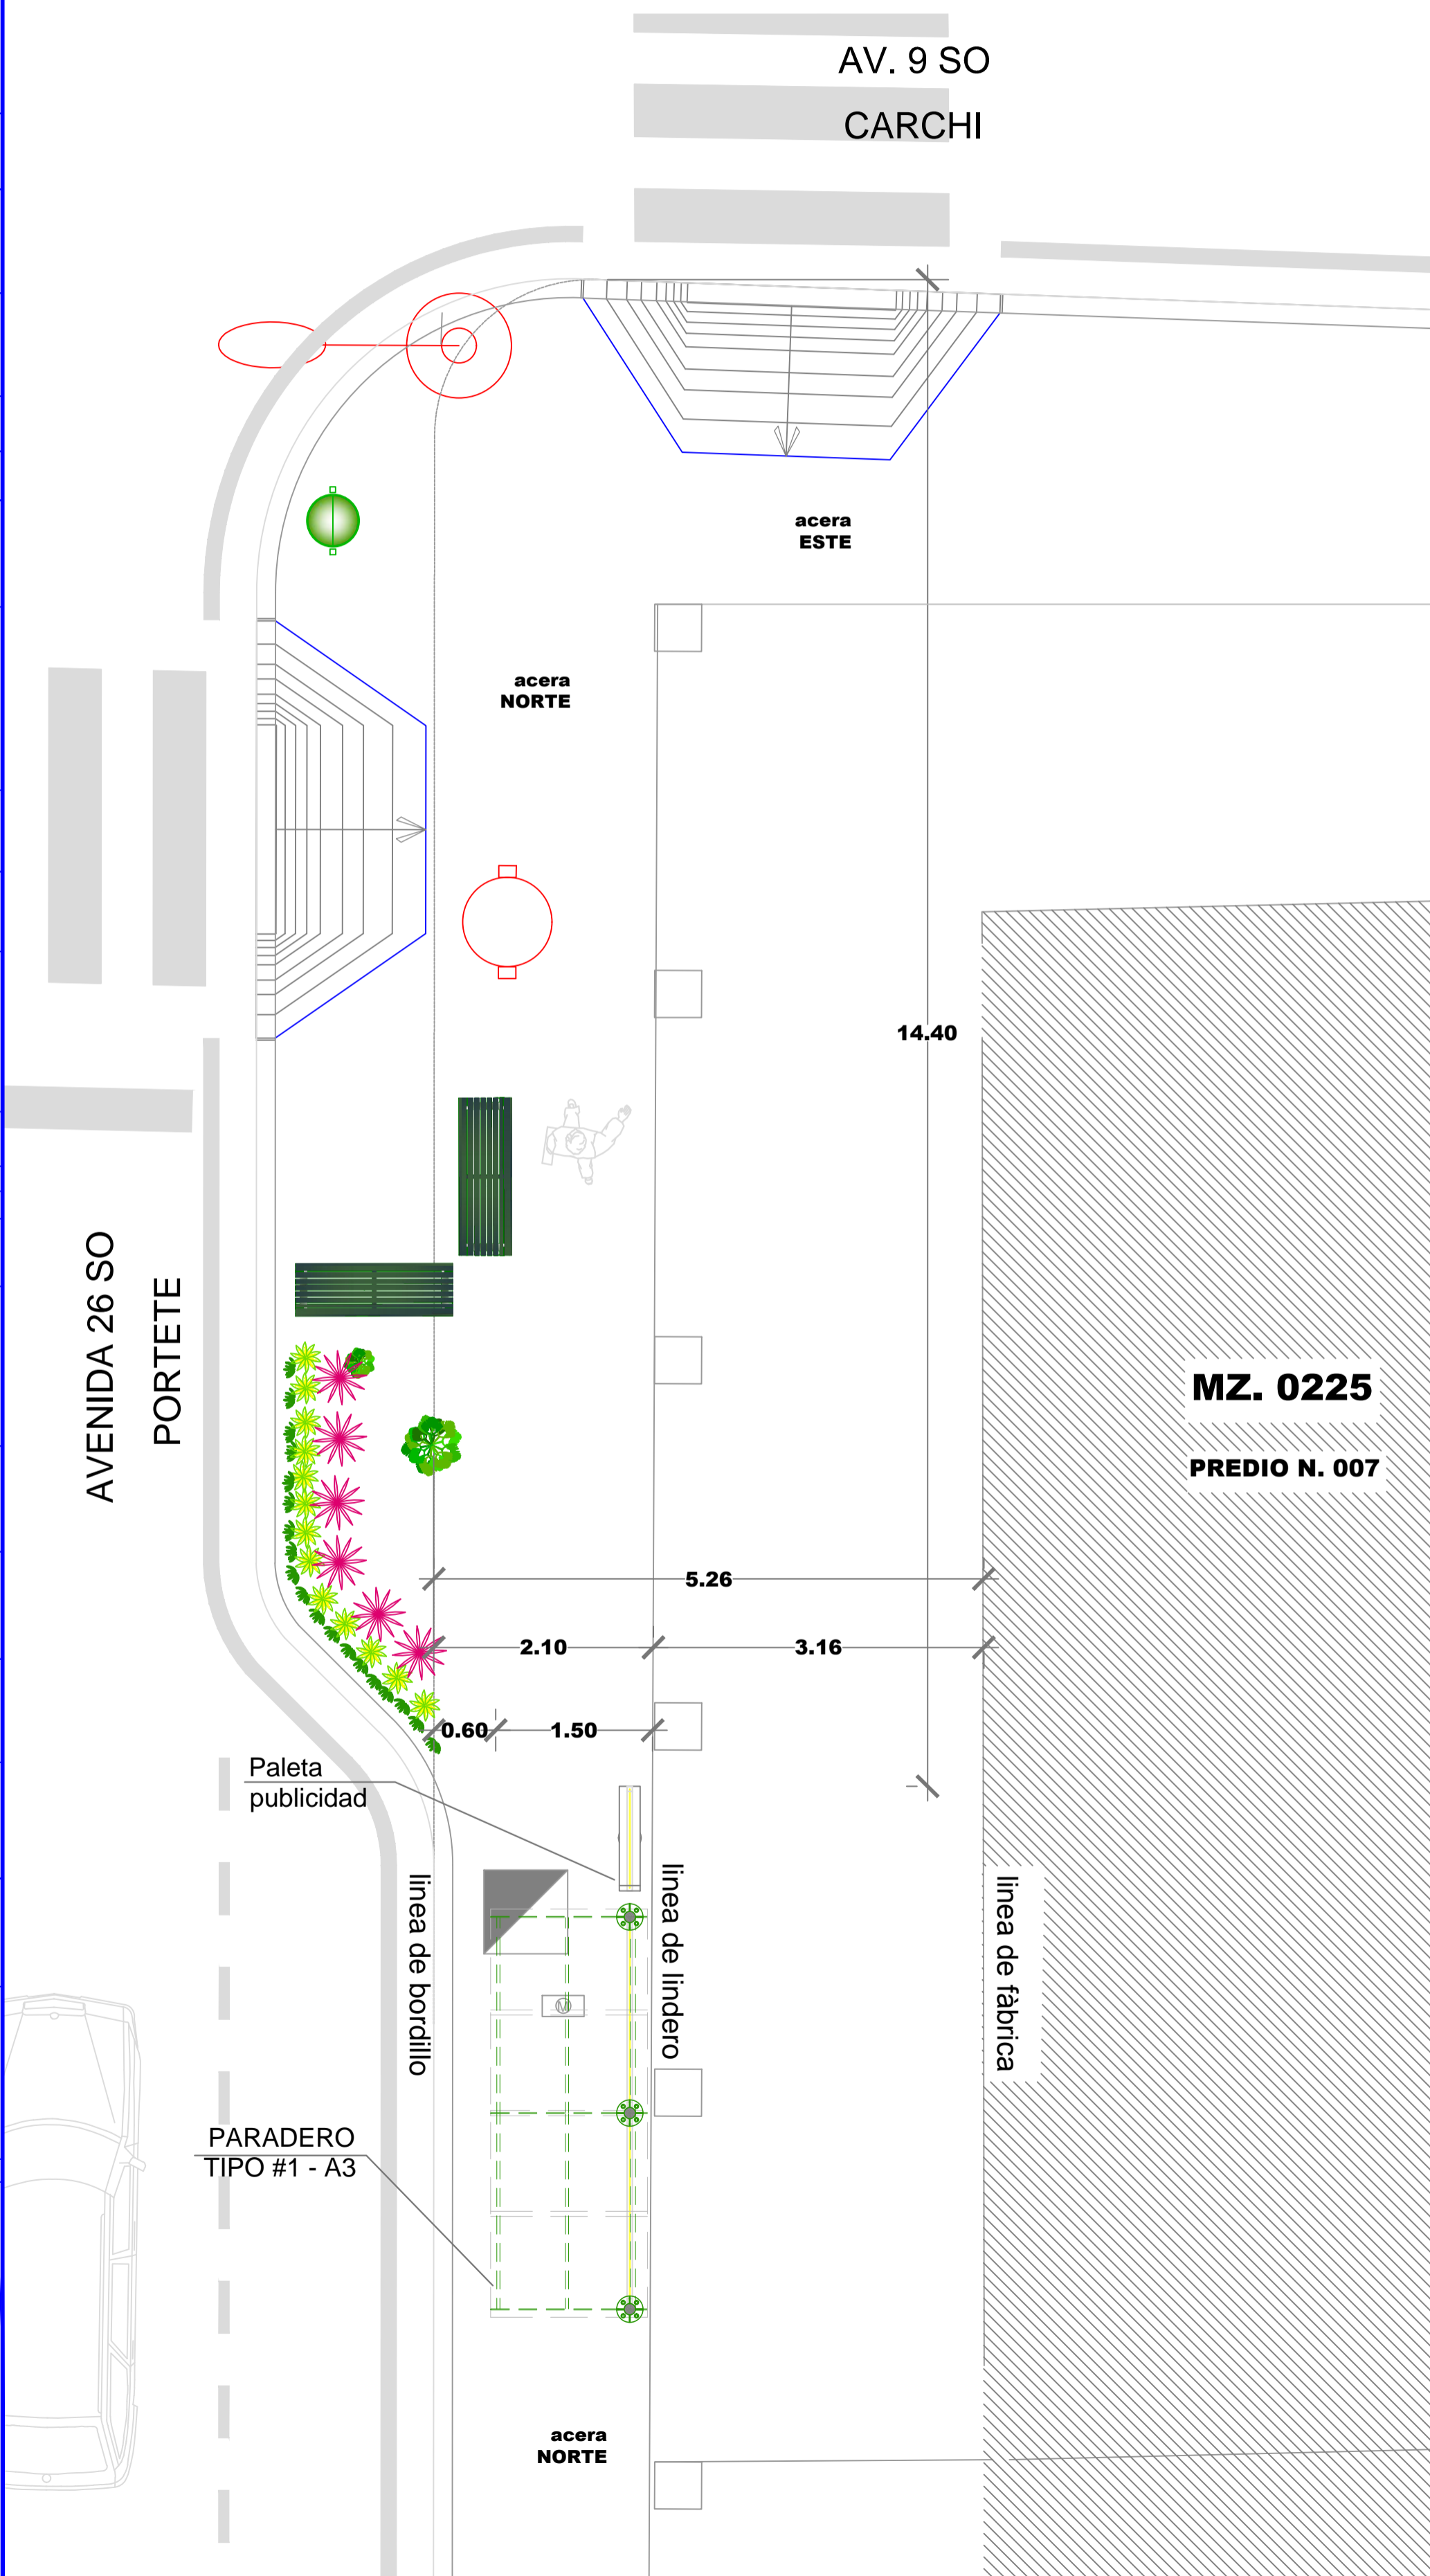 AV. 9 SO
CARCHI
acera
ESTE
acera
NORTE
14.40
AVENIDA 26 SO
PORTETE
MZ. 0225
PREDIO N. 007
5.26
2.10
3.16
0.60
1.50
Paleta
publicidad
linea de bordillo
linea de lindero
linea de fàbrica
M
PARADERO
TIPO #1 - A3
acera
NORTE